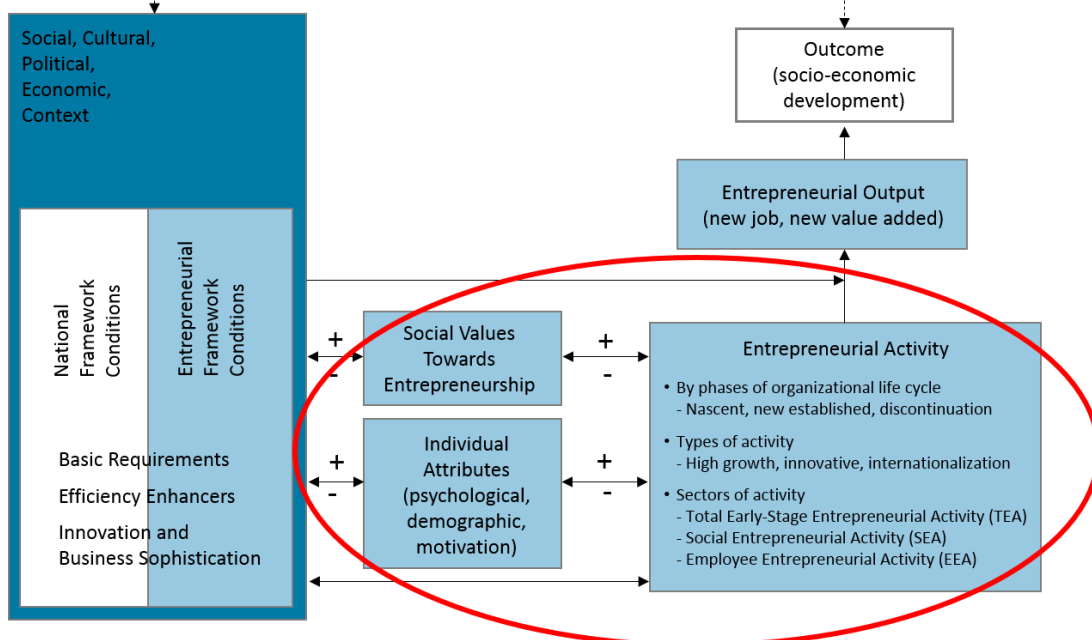 Social, Cultural,
Political,
Economic,
Context
National
Framework
Conditions
Entrepreneurial
Framework
Conditions
Basic Requirements
Efficiency Enhancers
Innovation and
Business Sophistication
Outcome
(socio-economic
development)
Entrepreneurial Output
(new job, new value added)
+
-
Social Values
Towards
Entrepreneurship
+
-
+
-
Individual
Attributes
(psychological,
demographic,
motivation)
+
-
Entrepreneurial Activity
• By phases of organizational life cycle
- Nascent, new established, discontinuation
• Types of activity
- High growth, innovative, internationalization
• Sectors of activity
- Total Early-Stage Entrepreneurial Activity (TEA)
- Social Entrepreneurial Activity (SEA)
- Employee Entrepreneurial Activity (EEA)